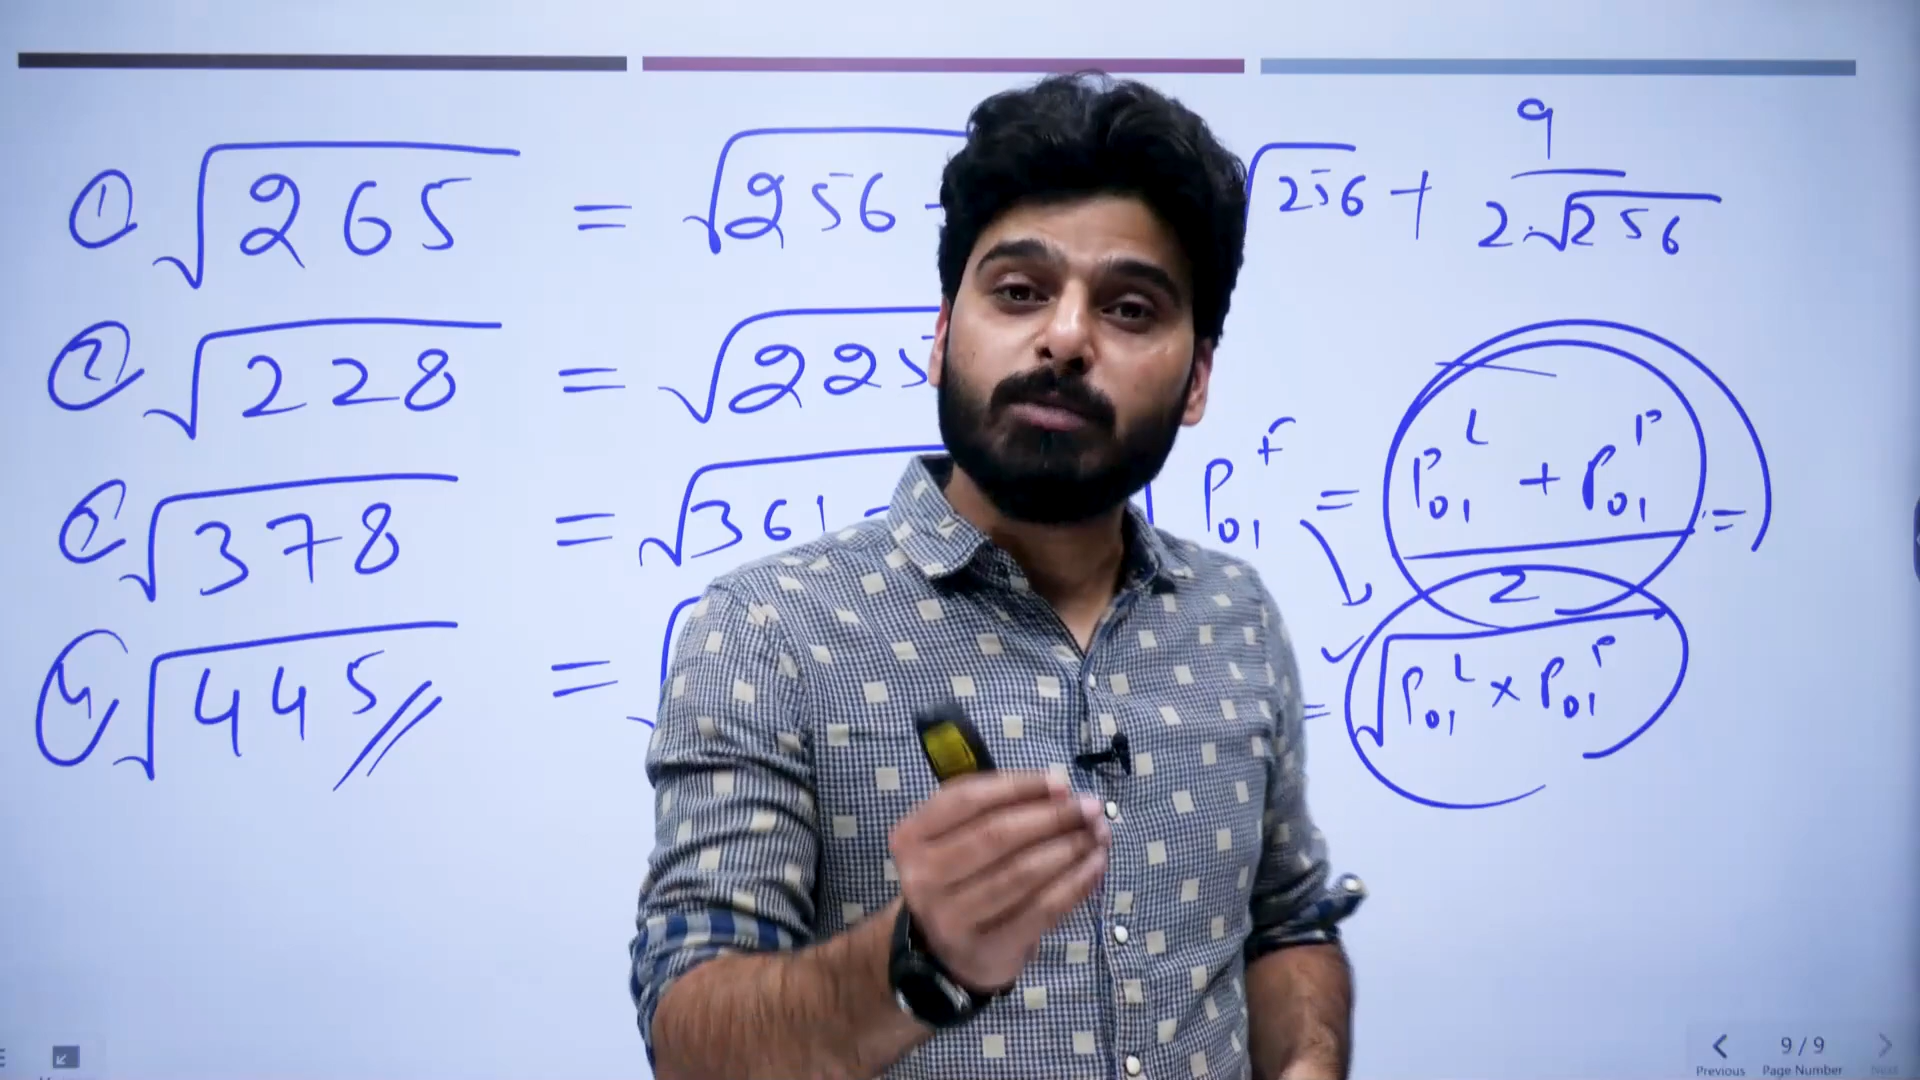 ① √265 = √256 √256 + 9/(2.√256)
② √228 = √225
③ √378 = √361 -
P₀₁ᶠ = (P₀₁ᴸ + P₀₁ᴾ)/2 =
④ √445 =
= √(P₀₁ᴸ × P₀₁ᴾ)
9 / 9
Previous Page Number Next